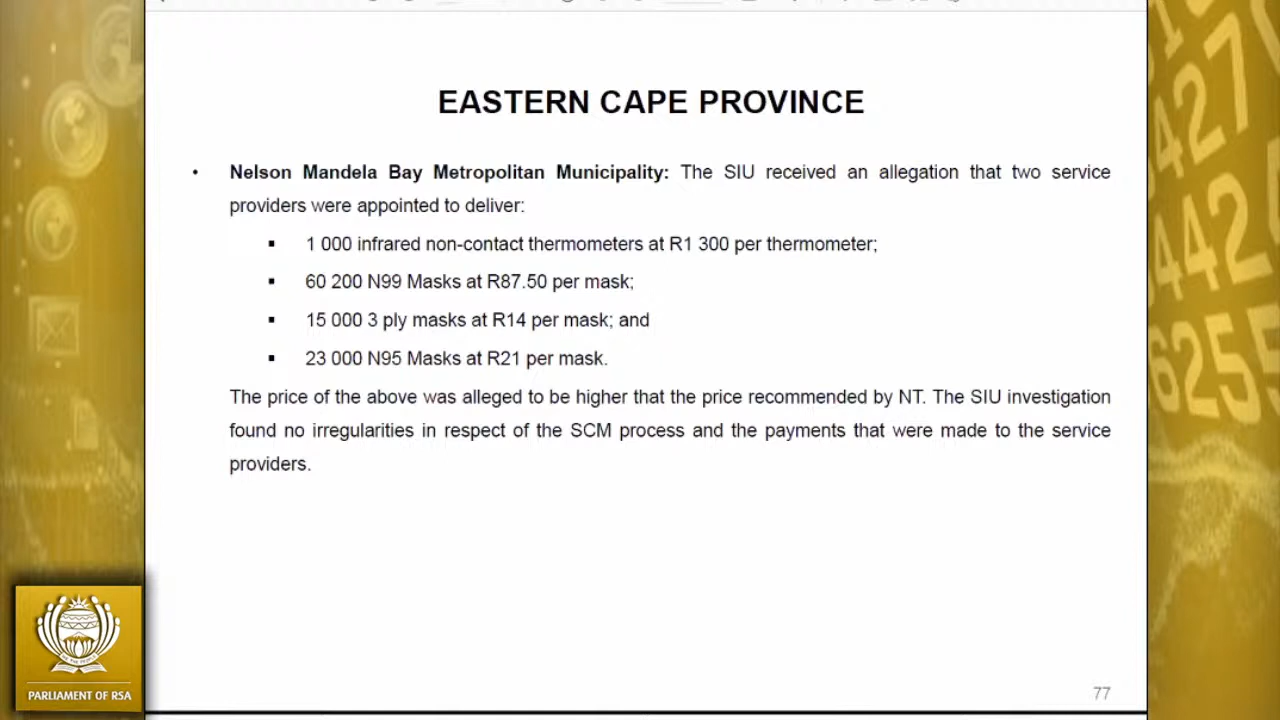 EASTERN CAPE PROVINCE
• Nelson Mandela Bay Metropolitan Municipality: The SIU received an allegation that two service
providers were appointed to deliver:
▪ 1 000 infrared non-contact thermometers at R1 300 per thermometer;
▪ 60 200 N99 Masks at R87.50 per mask;
▪ 15 000 3 ply masks at R14 per mask; and
▪ 23 000 N95 Masks at R21 per mask.
The price of the above was alleged to be higher that the price recommended by NT. The SIU investigation
found no irregularities in respect of the SCM process and the payments that were made to the service
providers.
77
PARLIAMENT OF RSA
7
3427
442
6255